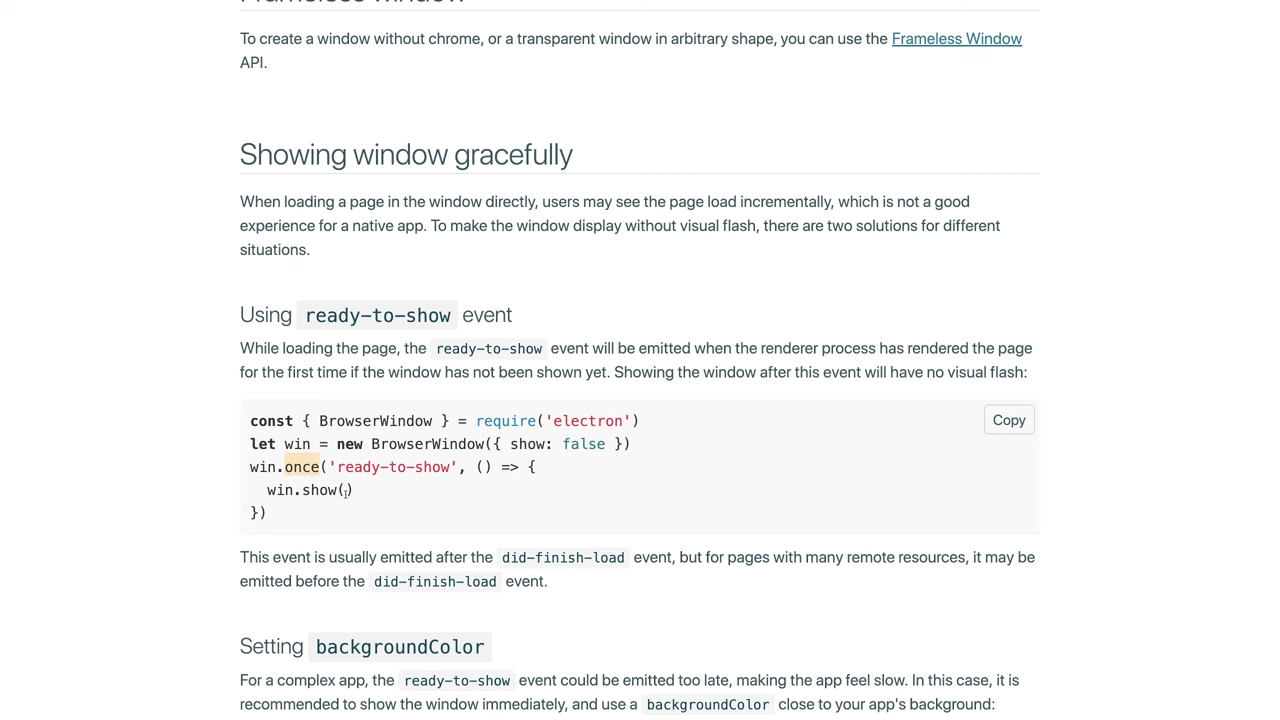 Frameless window
To create a window without chrome, or a transparent window in arbitrary shape, you can use the Frameless Window
API.
Showing window gracefully
When loading a page in the window directly, users may see the page load incrementally, which is not a good
experience for a native app. To make the window display without visual flash, there are two solutions for different
situations.
Using ready-to-show event
While loading the page, the ready-to-show event will be emitted when the renderer process has rendered the page
for the first time if the window has not been shown yet. Showing the window after this event will have no visual flash:
const { BrowserWindow } = require('electron')
Copy
let win = new BrowserWindow({ show: false })
win.once('ready-to-show', () => {
  win.show()
})
This event is usually emitted after the did-finish-load event, but for pages with many remote resources, it may be
emitted before the did-finish-load event.
Setting backgroundColor
For a complex app, the ready-to-show event could be emitted too late, making the app feel slow. In this case, it is
recommended to show the window immediately, and use a backgroundColor close to your app's background: